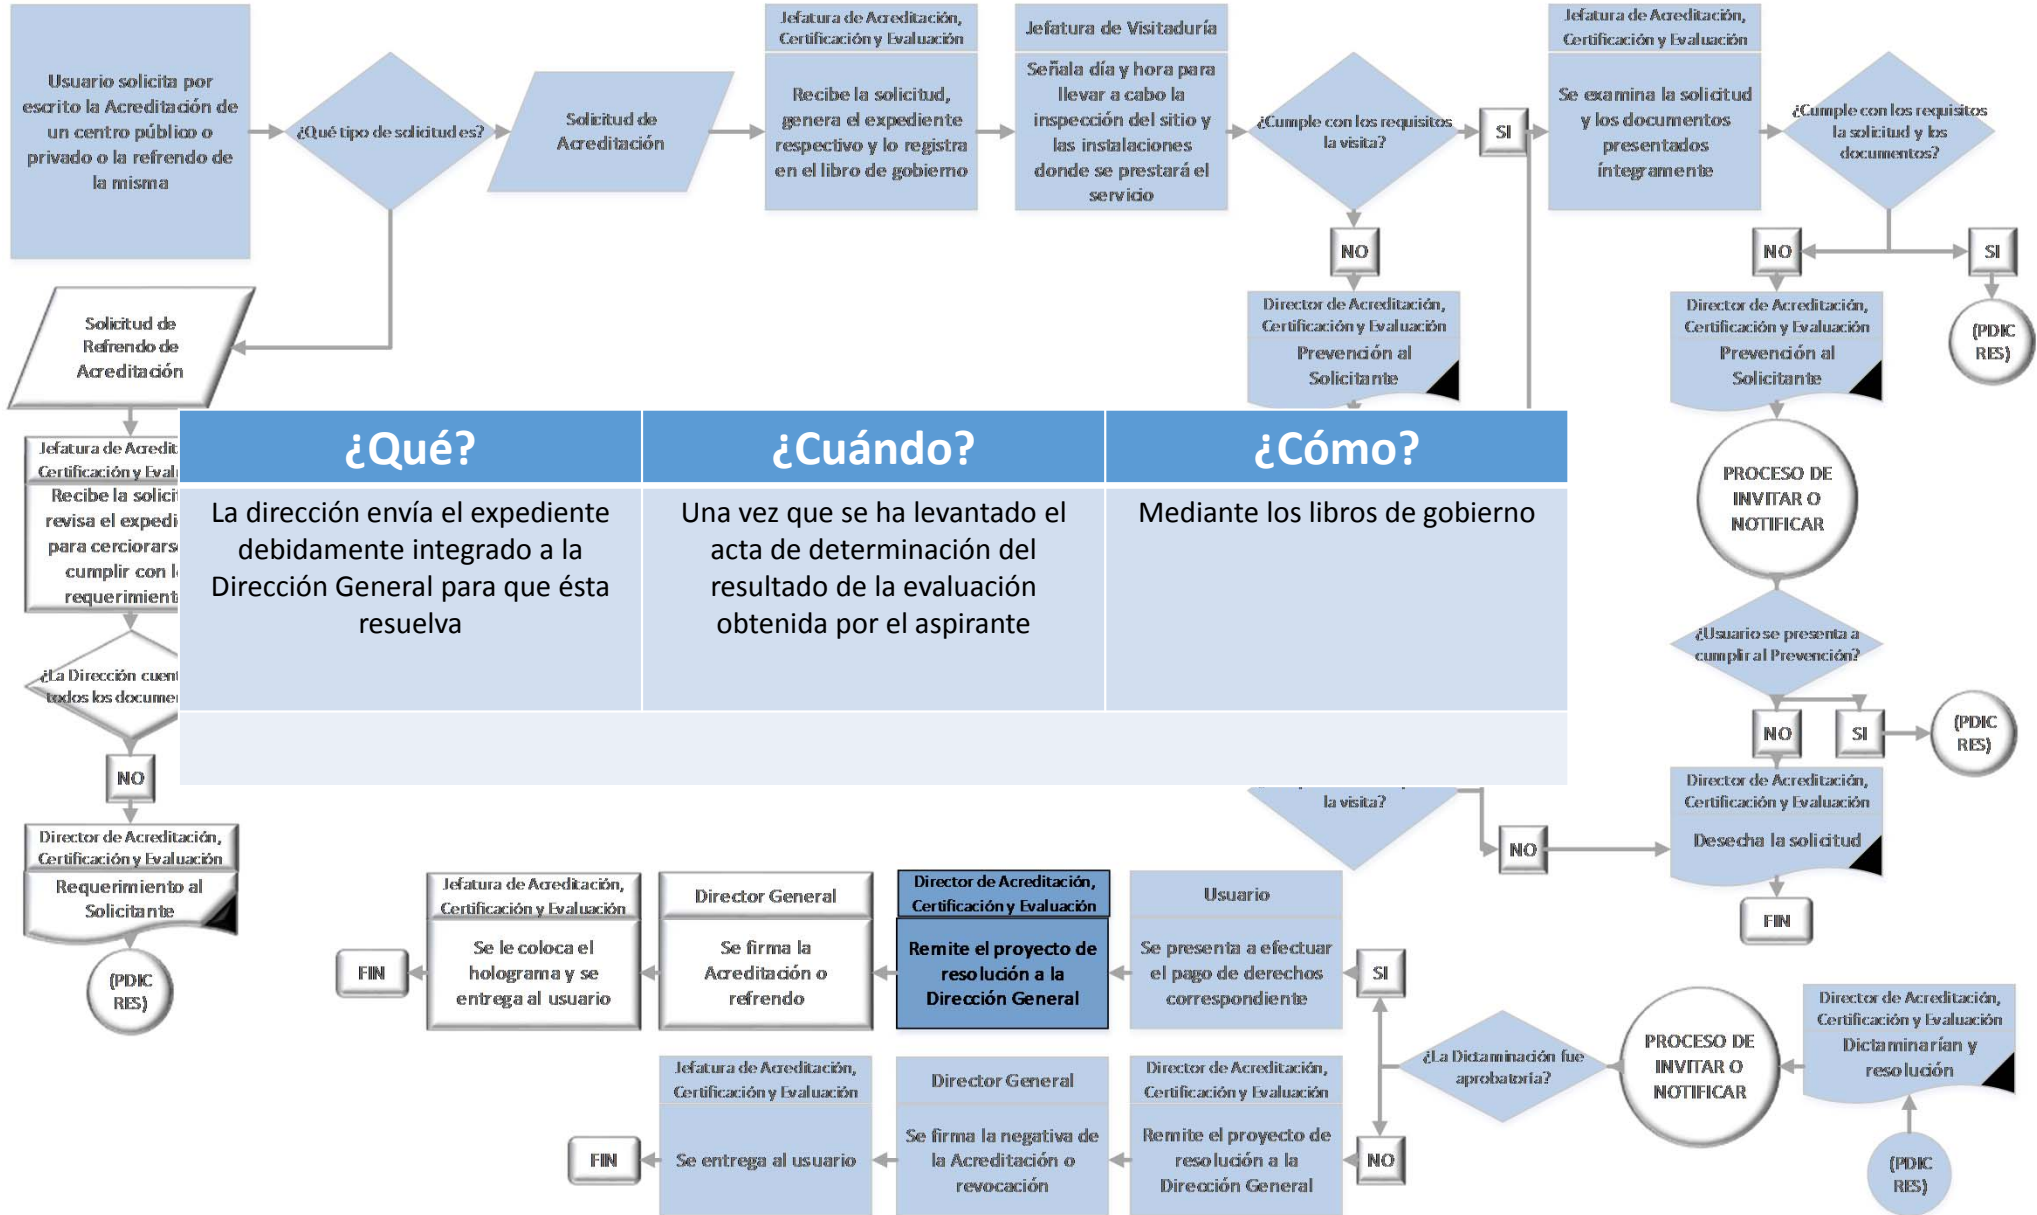 Usuario solicita por
escrito la Acreditación de
un centro público o
privado o la refrendo de
la misma
¿Qué tipo de solicitud es?
Solicitud de
Acreditación
Jefatura de Acreditación,
Certificación y Evaluación
Recibe la solicitud,
genera el expediente
respectivo y lo registra
en el libro de gobierno
Jefatura de Visitaduría
Señala día y hora para
llevar a cabo la
inspección del sitio y
las instalaciones
donde se prestará el
servicio
¿Cumple con los requisitos
la visita?
SI
Jefatura de Acreditación,
Certificación y Evaluación
Se examina la solicitud
y los documentos
presentados
íntegramente
¿Cumple con los requisitos
la solicitud y los
documentos?
NO
NO
SI
Solicitud de
Refrendo de
Acreditación
Director de Acreditación,
Certificación y Evaluación
Prevención al
Solicitante
Director de Acreditación,
Certificación y Evaluación
Prevención al
Solicitante
(PDIC
RES)
Jefatura de
Certificación y
Recibe la
revisa el
para
cumplir con
¿La Dirección
todos los
NO
Director de Acreditación,
Certificación y Evaluación
Requerimiento al
Solicitante
(PDIC
RES)
¿Qué?
¿Cuándo?
¿Cómo?
La dirección envía el expediente
debidamente integrado a la
Dirección General para que ésta
resuelva
Una vez que se ha levantado el
acta de determinación del
resultado de la evaluación
obtenida por el aspirante
Mediante los libros de gobierno
PROCESO DE
INVITAR O
NOTIFICAR
¿Usuario se presenta a
cumplir al Prevención?
NO
SI
(PDIC
RES)
la visita?
NO
Director de Acreditación,
Certificación y Evaluación
Desecha la solicitud
FIN
FIN
Jefatura de Acreditación,
Certificación y Evaluación
Se le coloca el
holograma y se
entrega al usuario
Director General
Se firma la
Acreditación o
refrendo
Director de Acreditación,
Certificación y Evaluación
Remite el proyecto de
resolución a la
Dirección General
Usuario
Se presenta a efectuar
el pago de derechos
correspondiente
SI
¿La Dictaminación fue
aprobatoria?
PROCESO DE
INVITAR O
NOTIFICAR
Director de Acreditación,
Certificación y Evaluación
Dictaminarían y
resolución
FIN
Jefatura de Acreditación,
Certificación y Evaluación
Se entrega al usuario
Director General
Se firma la negativa de
la Acreditación o
revocación
Director de Acreditación,
Certificación y Evaluación
Remite el proyecto de
resolución a la
Dirección General
NO
(PDIC
RES)